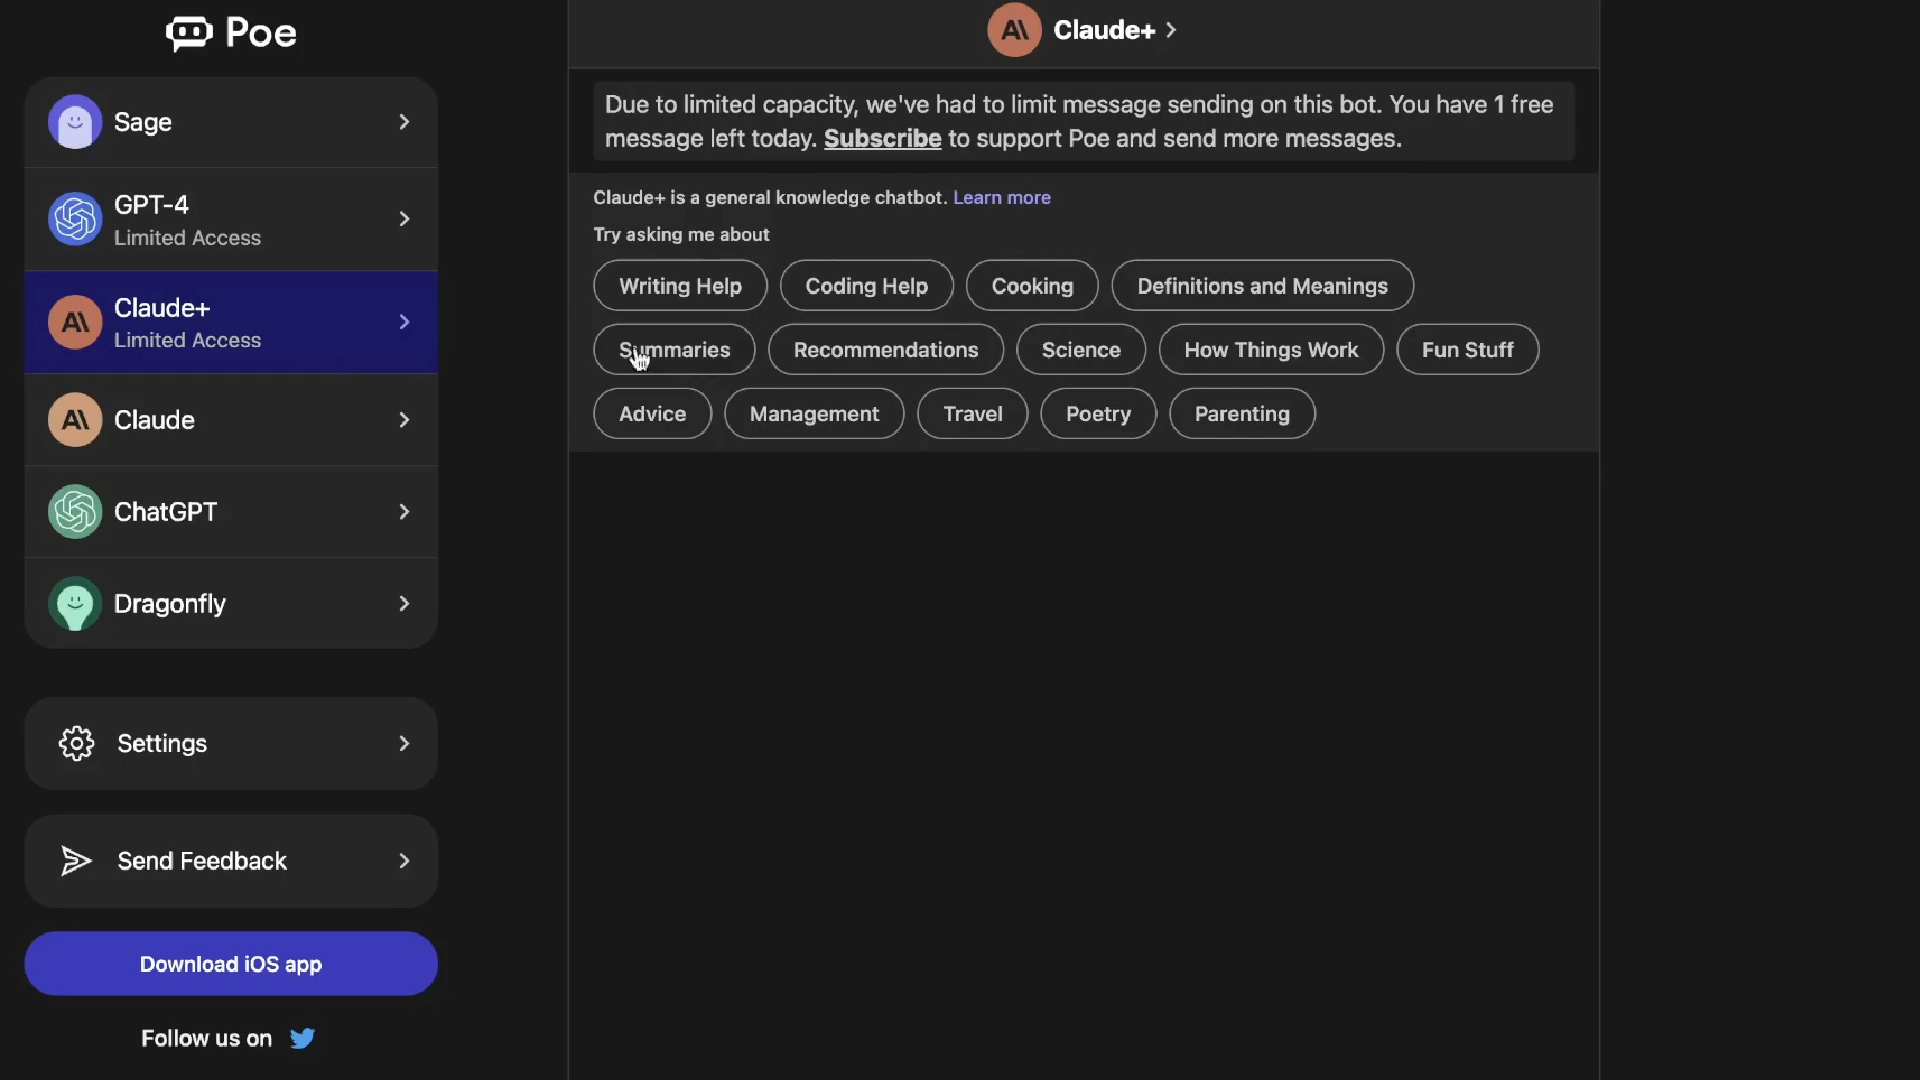 Poe
Sage
GPT-4
Limited Access
Claude+
Limited Access
Claude
ChatGPT
Dragonfly
Settings
Send Feedback
Download iOS app
Follow us on
Claude+
Due to limited capacity, we've had to limit message sending on this bot. You have 1 free
message left today. Subscribe to support Poe and send more messages.
Claude+ is a general knowledge chatbot. Learn more
Try asking me about
Writing Help Coding Help Cooking Definitions and Meanings
Summaries Recommendations Science How Things Work Fun Stuff
Advice Management Travel Poetry Parenting